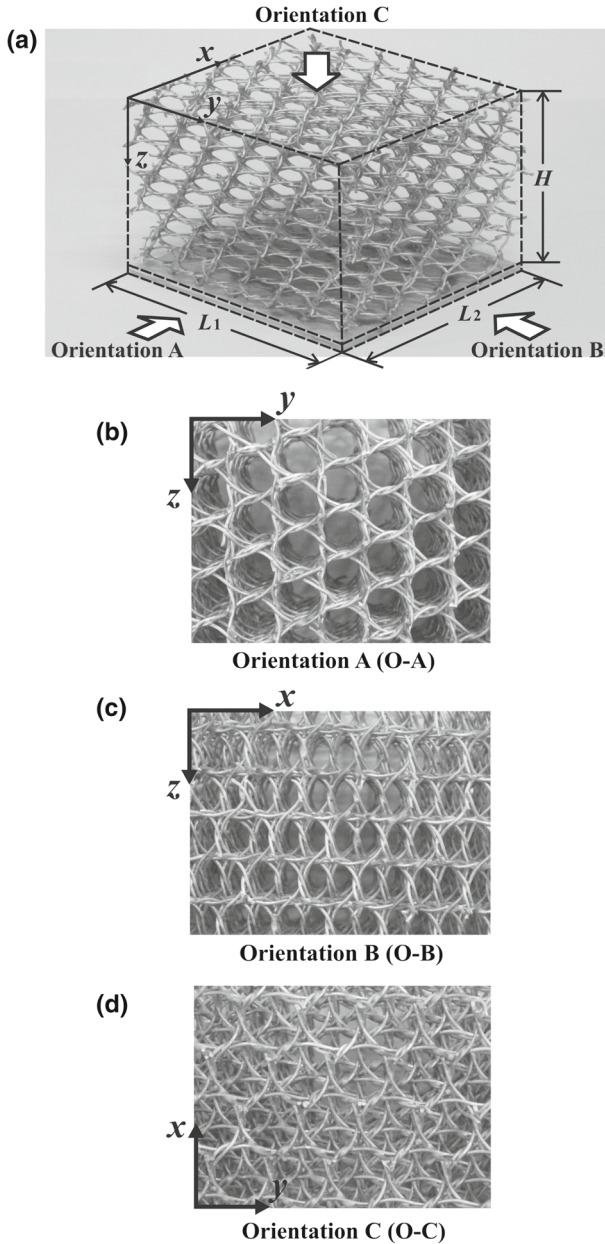 Orientation C
(a)
x
y
z
H
L1
L2
Orientation A
Orientation B
(b)
y
z
Orientation A (O-A)
(c)
x
z
Orientation B (O-B)
(d)
x
y
Orientation C (O-C)